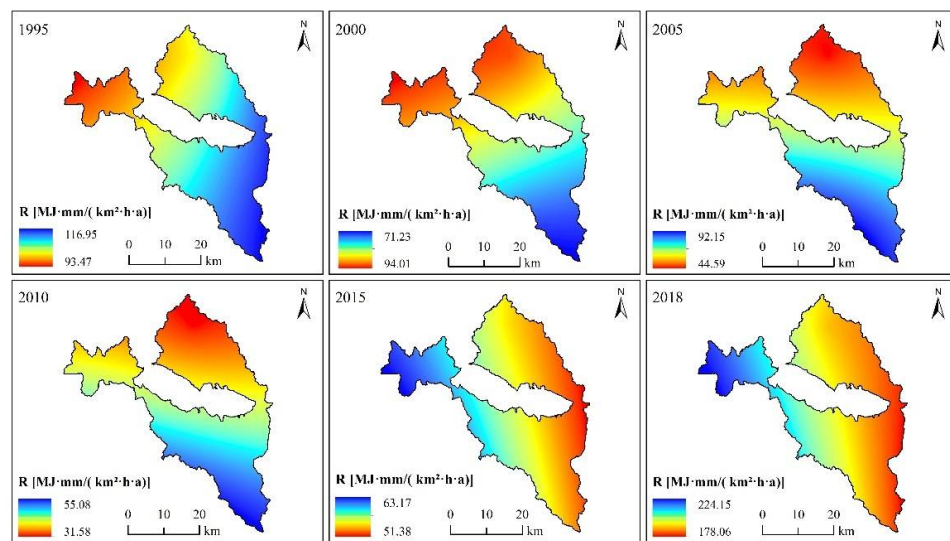 1995
N
R [MJ·mm/( km²·h·a)]
116.95
93.47
0 10 20
km
2000
N
R [MJ·mm/( km²·h·a)]
71.23
94.01
0 10 20
km
2005
N
R [MJ·mm/( km²·h·a)]
92.15
44.59
0 10 20
km
2010
N
R [MJ·mm/( km²·h·a)]
55.08
31.58
0 10 20
km
2015
N
R [MJ·mm/( km²·h·a)]
63.17
51.38
0 10 20
km
2018
N
R [MJ·mm/( km²·h·a)]
224.15
178.06
0 10 20
km